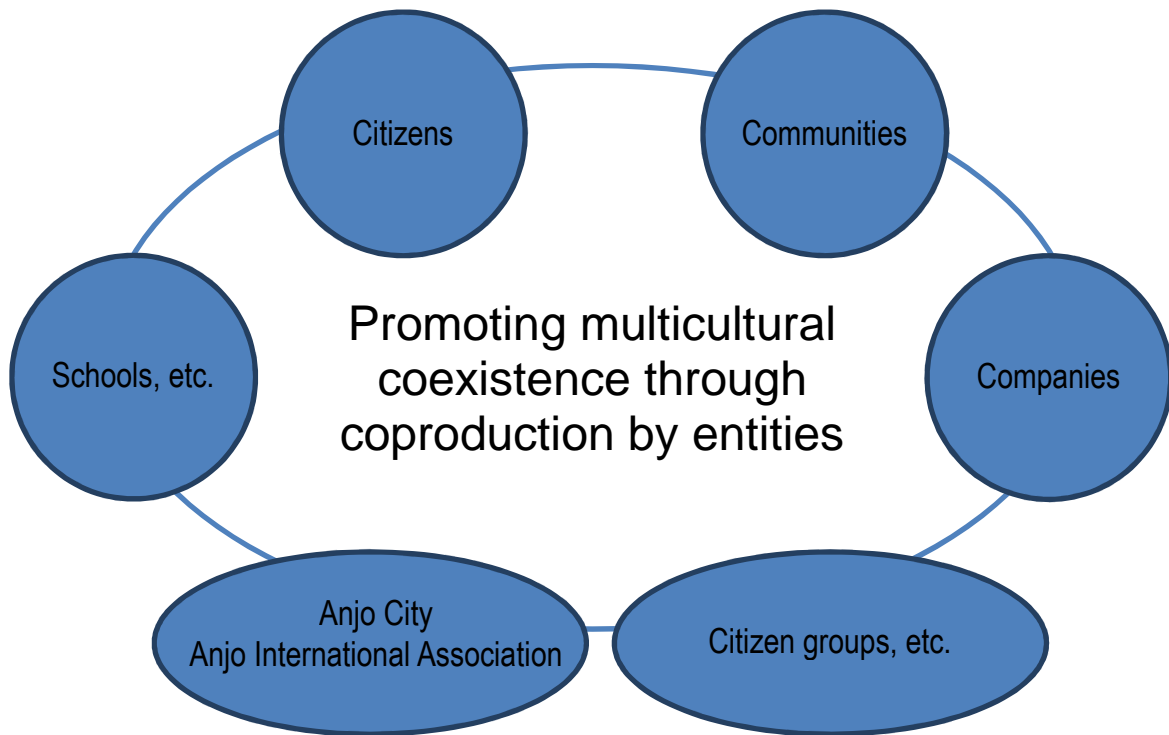 Citizens
Communities
Schools, etc.
Promoting multicultural
coexistence through
coproduction by entities
Companies
Anjo City
Anjo International Association
Citizen groups, etc.